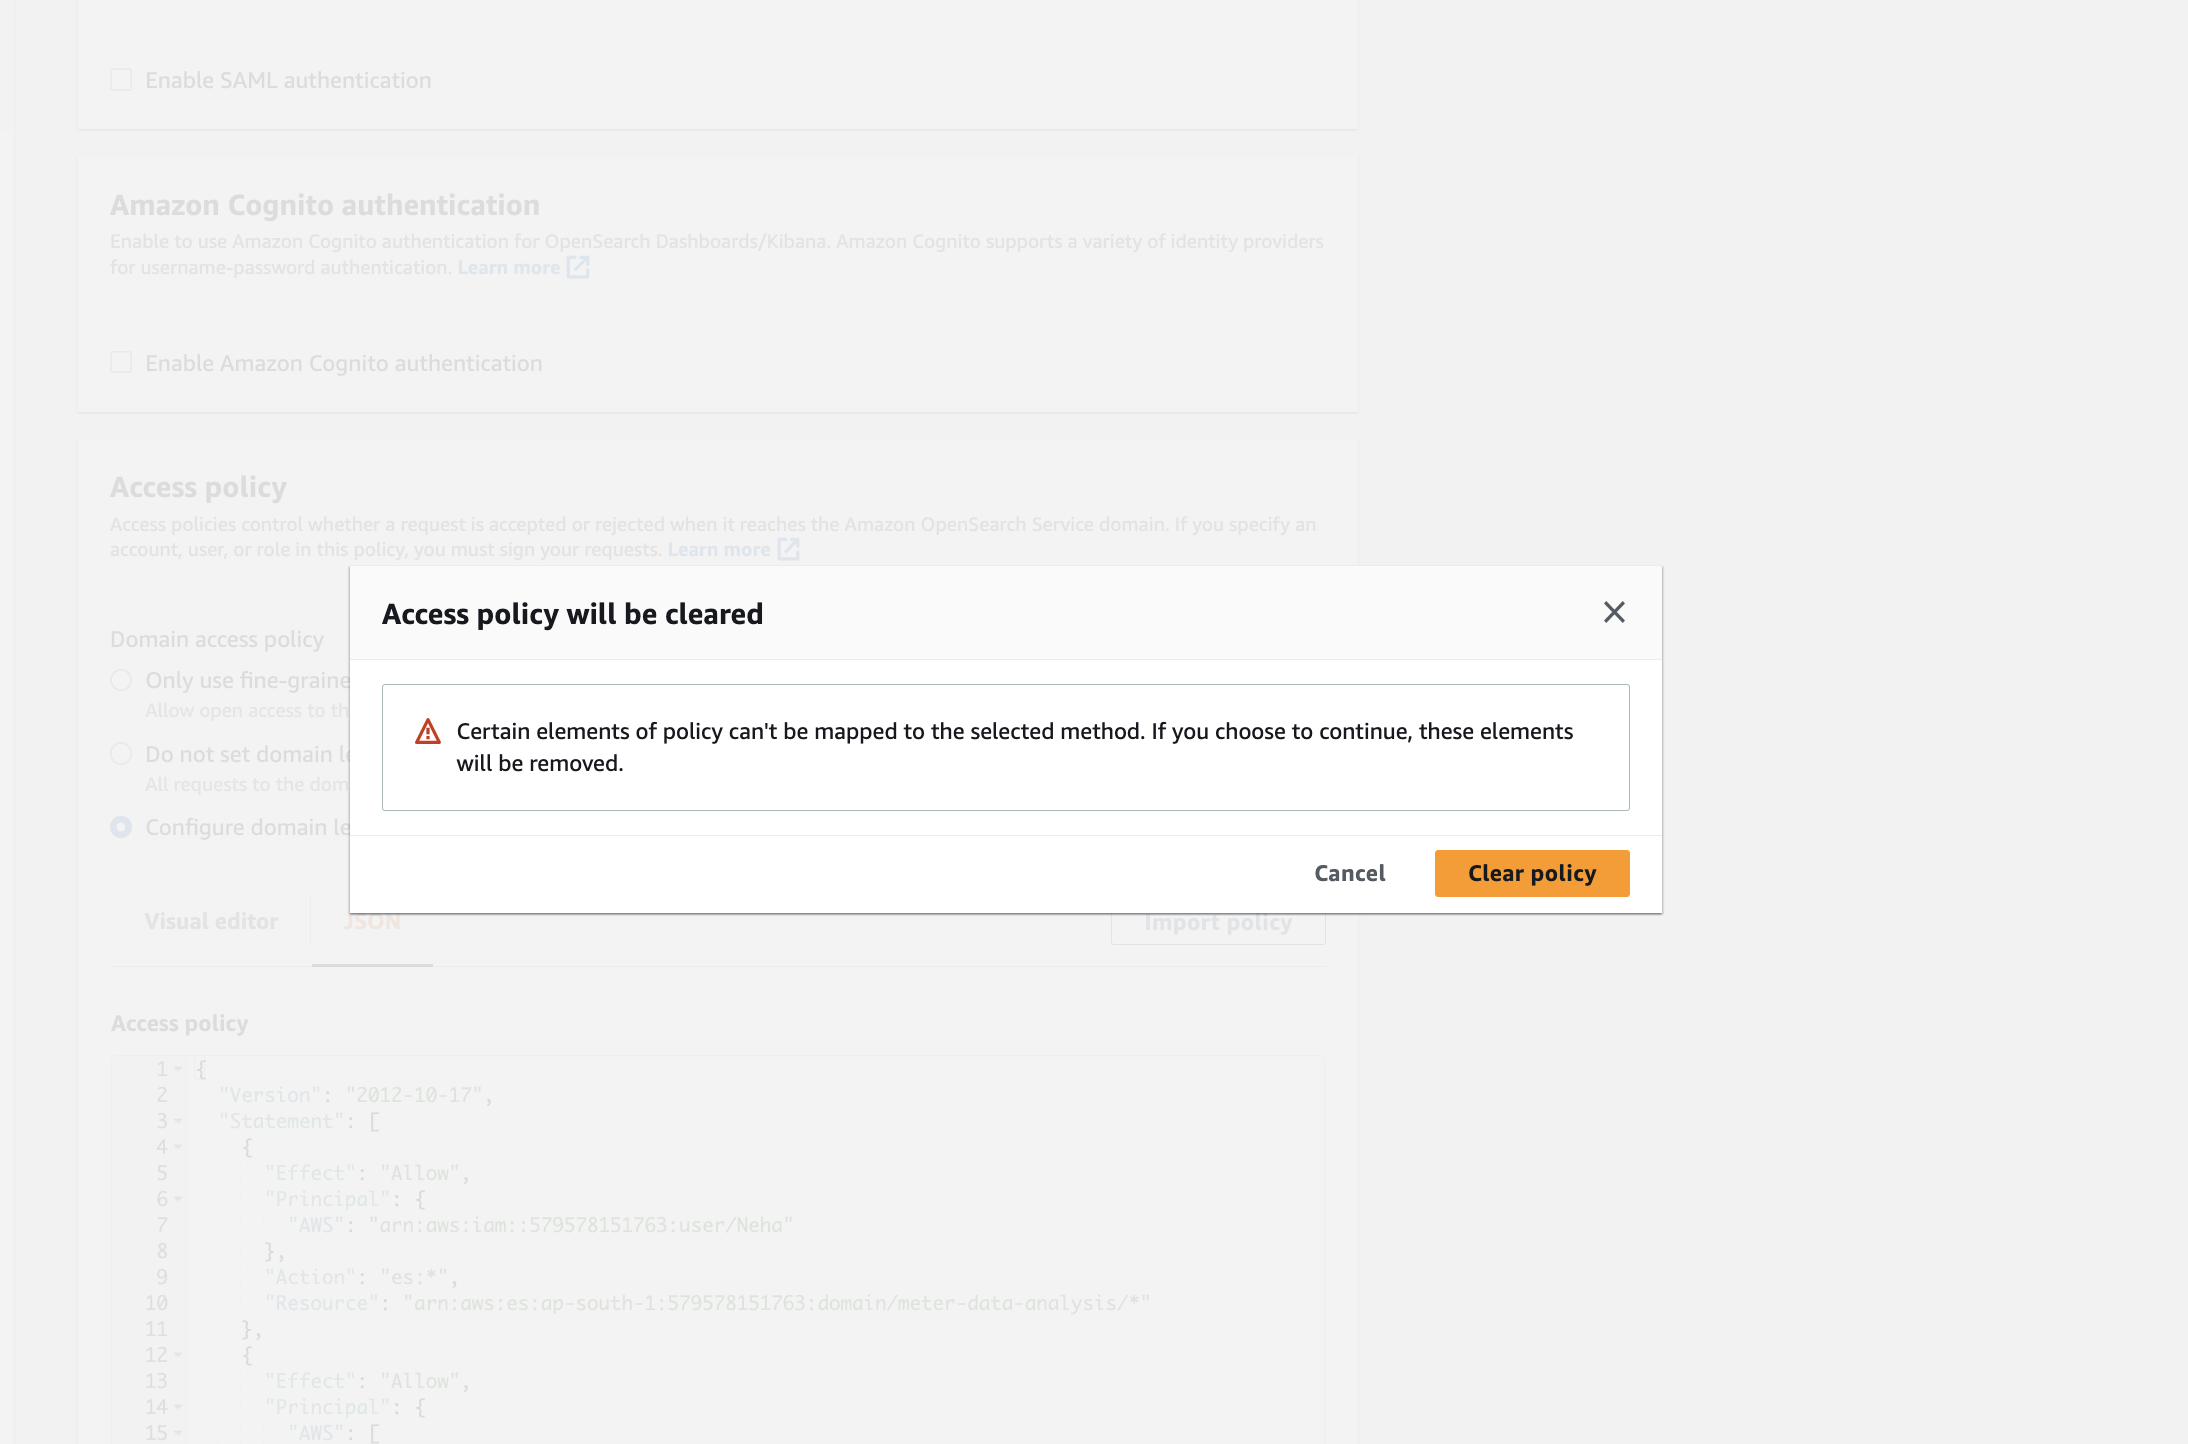 Enable SAML authentication
Amazon Cognito authentication
Enable to use Amazon Cognito authentication for OpenSearch Dashboards/Kibana. Amazon Cognito supports a variety of identity providers
for username-password authentication. Learn more
Enable Amazon Cognito authentication
Access policy
Access policies control whether a request is accepted or rejected when it reaches the Amazon OpenSearch Service domain. If you specify an
account, user, or role in this policy, you must sign your requests. Learn more
Access policy will be cleared
Certain elements of policy can't be mapped to the selected method. If you choose to continue, these elements
will be removed.
Cancel
Clear policy
Domain access policy
Only use fine-graine
Allow open access to th
Do not set domain le
All requests to the dom
Configure domain le
Visual editor
JSON
Import policy
Access policy
1 {
2 "Version": "2012-10-17",
3 "Statement": [
4 {
5 "Effect": "Allow",
6 "Principal": {
7 "AWS": "arn:aws:iam::579578151763:user/Neha"
8 },
9 "Action": "es:*",
10 "Resource": "arn:aws:es:ap-south-1:579578151763:domain/meter-data-analysis/*"
11 },
12 {
13 "Effect": "Allow",
14 "Principal": {
15 "AWS": [